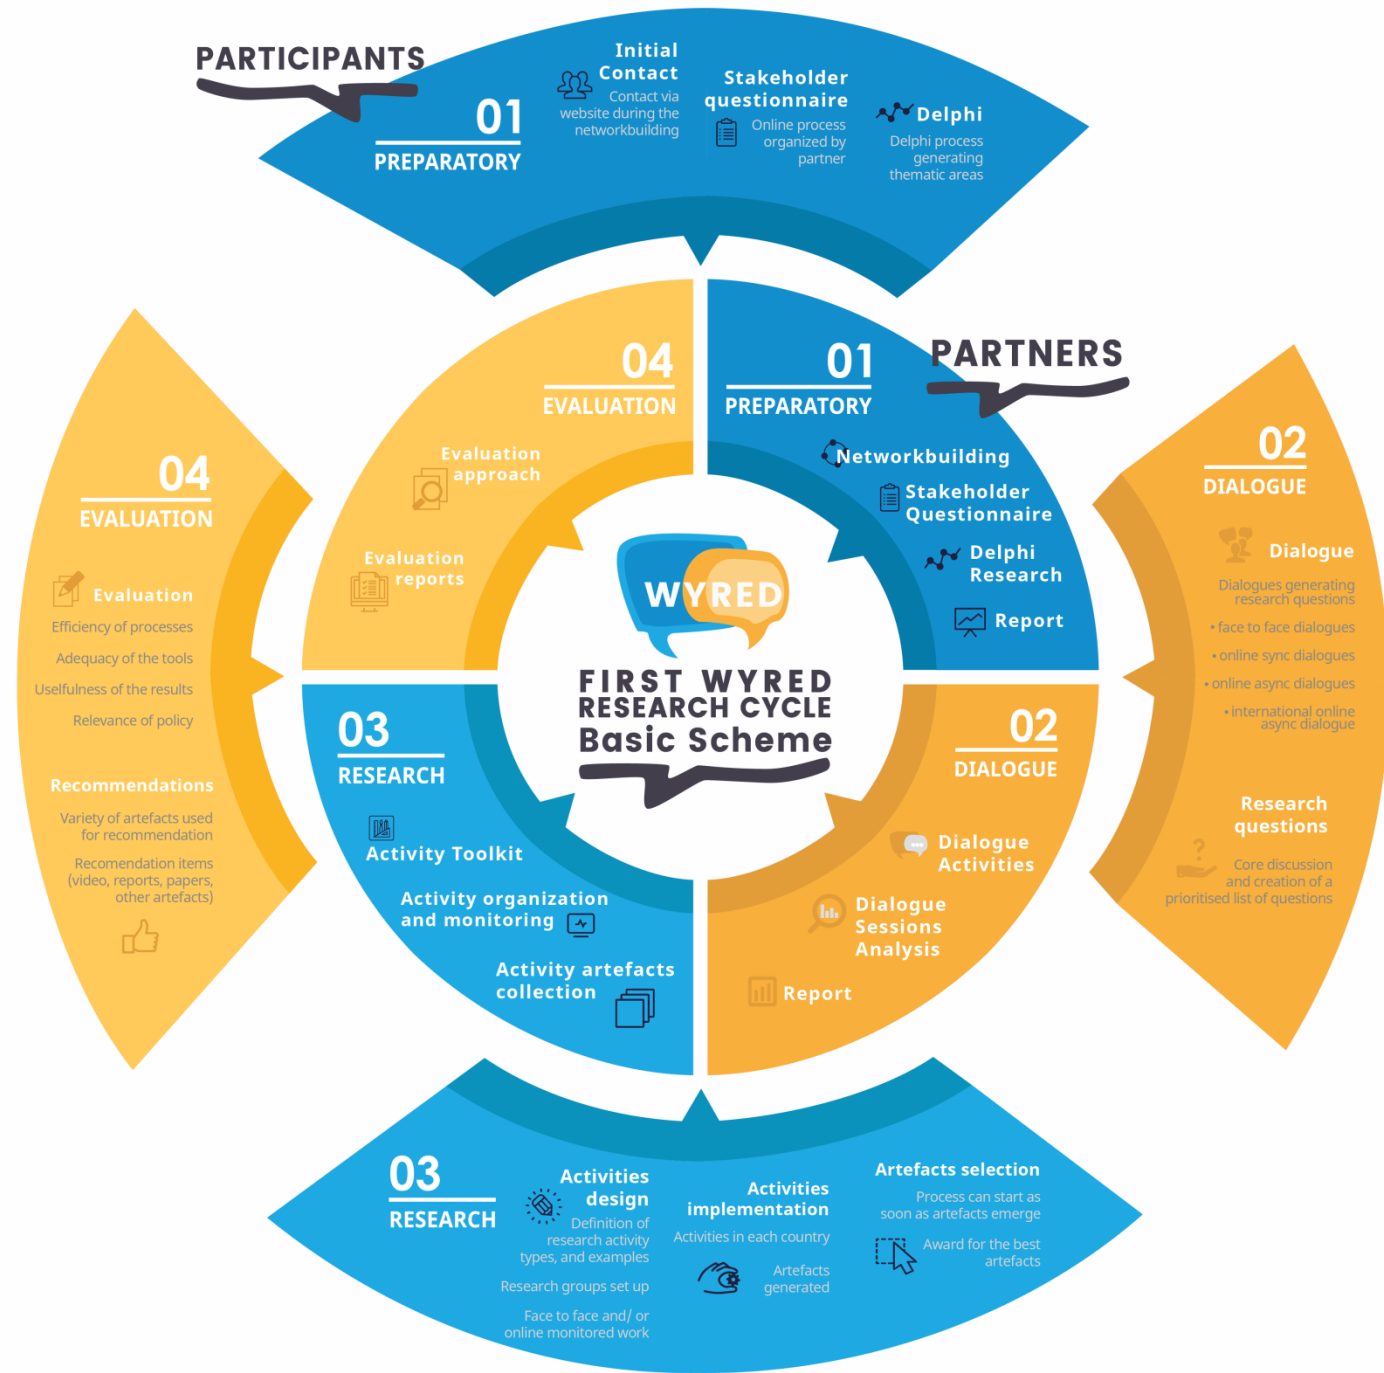 PARTICIPANTS
01
PREPARATORY
Initial
Contact
Contact via
website during the
networkbuilding
Stakeholder
questionnaire
Online process
organized by
partner
Delphi
Delphi process
generating
thematic areas
04
EVALUATION
Evaluation
approach
Evaluation
reports
01
PREPARATORY
PARTNERS
Networkbuilding
Stakeholder
Questionnaire
Delphi
Research
Report
02
DIALOGUE
Dialogue
Dialogues generating
research questions
• face to face dialogues
• online sync dialogues
• online async dialogues
• international online
async dialogue
Research
questions
Core discussion
and creation of a
prioritised list of questions
04
EVALUATION
Evaluation
Efficiency of processes
Adequacy of the tools
Uselfulness of the results
Relevance of policy
Recommendations
Variety of artefacts used
for recommendation
Recomendation items
(video, reports, papers,
other artefacts)
WYRED
FIRST WYRED
RESEARCH CYCLE
Basic Scheme
03
RESEARCH
Activity Toolkit
Activity organization
and monitoring
Activity artefacts
collection
02
DIALOGUE
Dialogue
Activities
Dialogue
Sessions
Analysis
Report
03
RESEARCH
Activities
design
Definition of
research activity
types, and examples
Research groups set up
Face to face and/ or
online monitored work
Activities
implementation
Activities in each country
Artefacts
generated
Artefacts selection
Process can start as
soon as artefacts emerge
Award for the best
artefacts